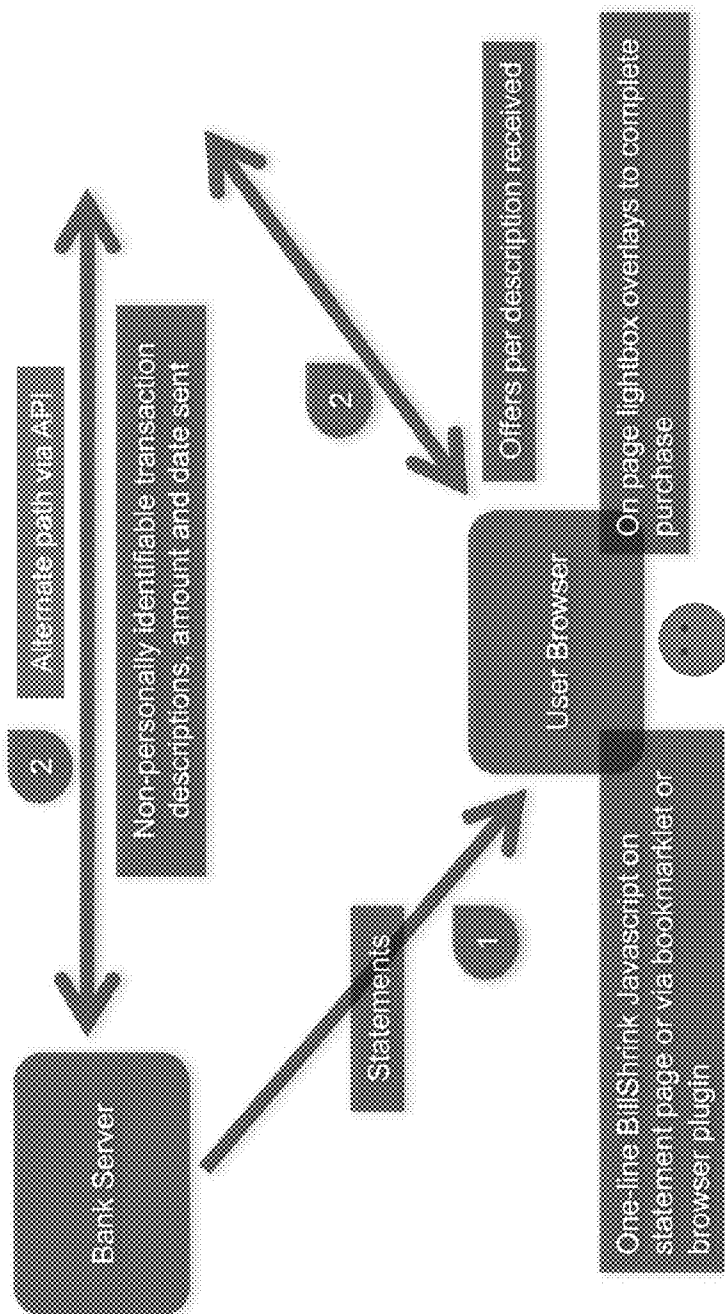 2
Alternate path via API
Non-personally identifiable transaction
descriptions, amount and date sent
Bank Server
Statements
1
2
Offers per description received
User Browser
One-line BillShrink Javascript on
statement page or via bookmarklet or
browser plugin
On page lightbox overlays to complete
purchase